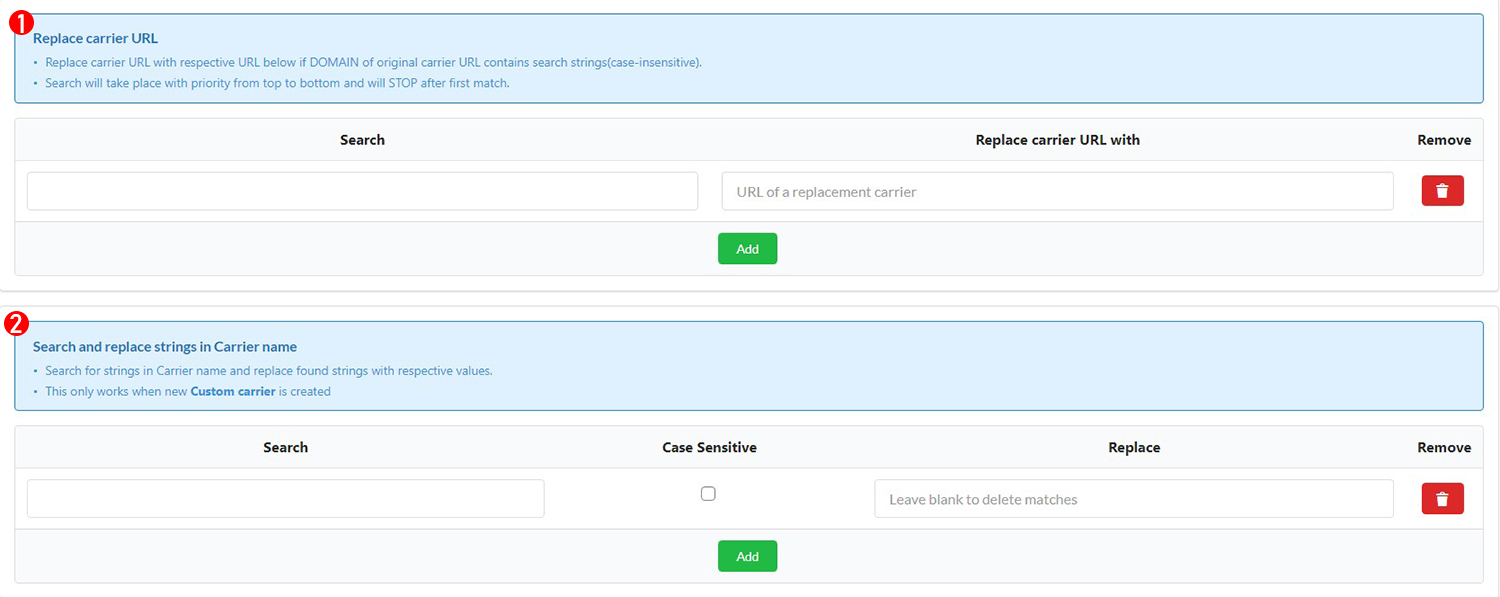 1
Replace carrier URL
• Replace carrier URL with respective URL below if DOMAIN of original carrier URL contains search strings(case-insensitive).
• Search will take place with priority from top to bottom and will STOP after first match.
Search Replace carrier URL with Remove
URL of a replacement carrier
Add
2
Search and replace strings in Carrier name
• Search for strings in Carrier name and replace found strings with respective values.
• This only works when new Custom carrier is created
Search Case Sensitive Replace Remove
Leave blank to delete matches
Add